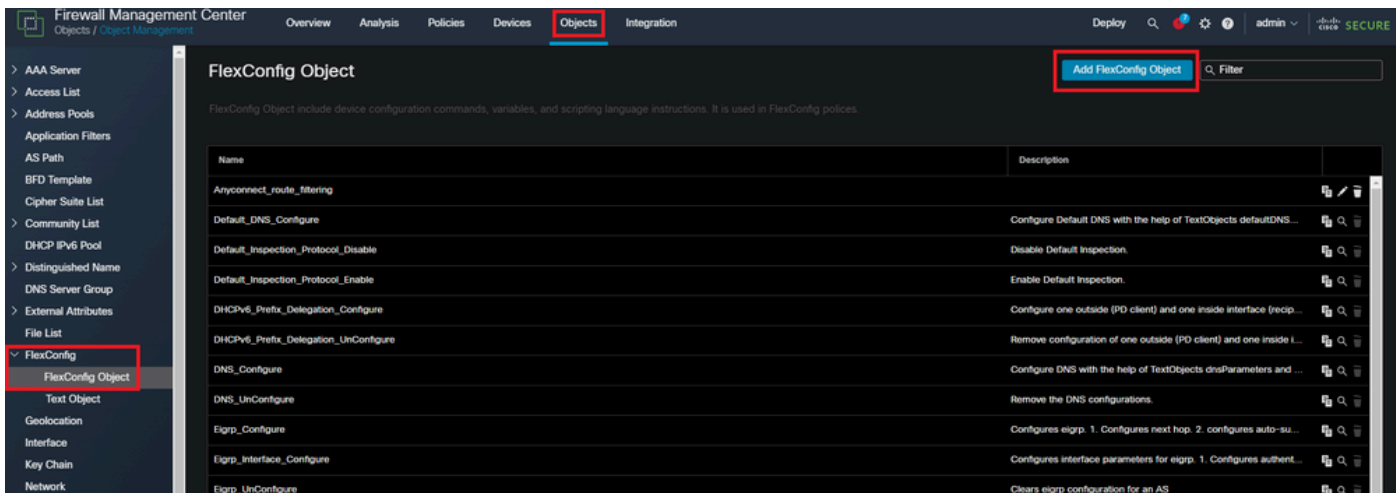 Firewall Management Center
Objects / Object Management
Overview Analysis Policies Devices Objects Integration
Deploy admin cisco SECURE
AAA Server
Access List
Address Pools
Application Filters
AS Path
BFD Template
Cipher Suite List
Community List
DHCP IPv6 Pool
Distinguished Name
DNS Server Group
External Attributes
File List
FlexConfig
FlexConfig Object
Text Object
Geolocation
Interface
Key Chain
Network
FlexConfig Object
Add FlexConfig Object Filter
FlexConfig Object include device configuration commands, variables, and scripting language instructions. It is used in FlexConfig polices.
Name Description
Anyconnect_route_filtering
Default_DNS_Configure Configure Default DNS with the help of TextObjects defaultDNS...
Default_Inspection_Protocol_Disable Disable Default Inspection.
Default_Inspection_Protocol_Enable Enable Default Inspection.
DHCPv6_Prefix_Delegation_Configure Configure one outside (PD client) and one inside interface (recip...
DHCPv6_Prefix_Delegation_UnConfigure Remove configuration of one outside (PD client) and one inside i...
DNS_Configure Configure DNS with the help of TextObjects dnsParameters and ...
DNS_UnConfigure Remove the DNS configurations.
Eigrp_Configure Configures eigrp. 1. Configures next hop. 2. configures auto-su...
Eigrp_Interface_Configure Configures interface parameters for eigrp. 1. Configures authent...
Eigrp_UnConfigure Clears eigrp configuration for an AS